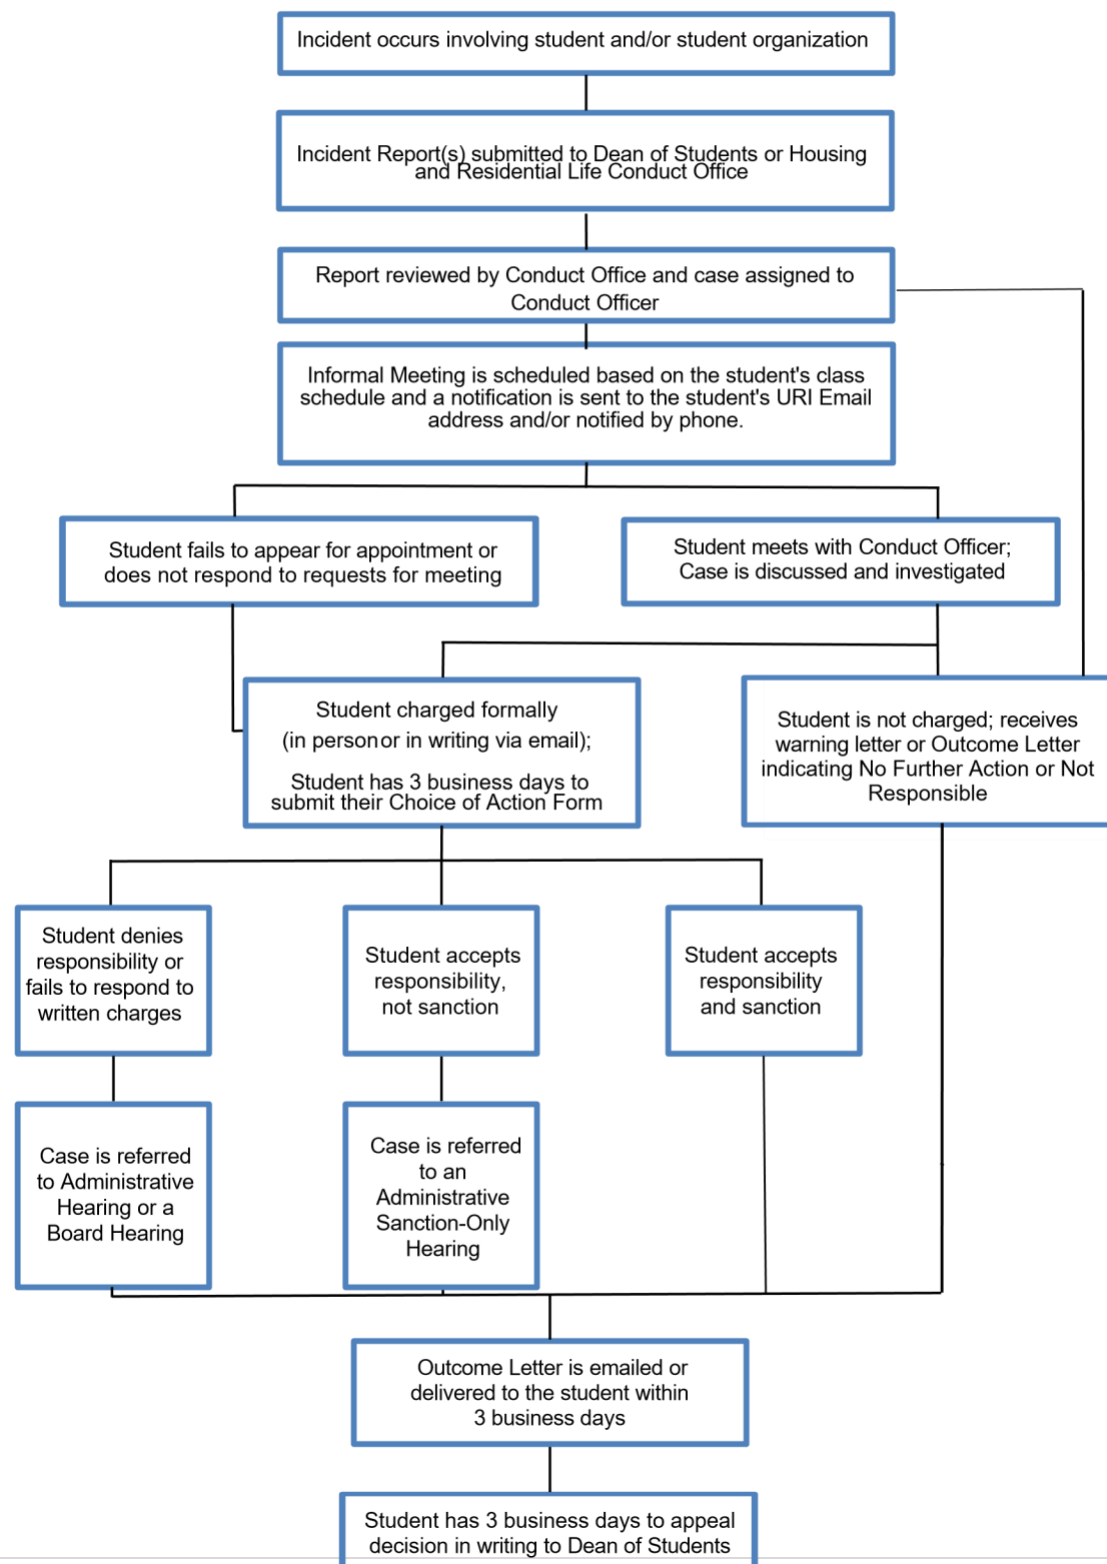 Incident occurs involving student and/or student organization
Incident Report(s) submitted to Dean of Students or Housing
and Residential Life Conduct Office
Report reviewed by Conduct Office and case assigned to
Conduct Officer
Informal Meeting is scheduled based on the student's class
schedule and a notification is sent to the student's URI Email
address and/or notified by phone.
Student fails to appear for appointment or
does not respond to requests for meeting
Student meets with Conduct Officer;
Case is discussed and investigated
Student charged formally
(in person or in writing via email);
Student has 3 business days to
submit their Choice of Action Form
Student is not charged; receives
warning letter or Outcome Letter
indicating No Further Action or Not
Responsible
Student denies
responsibility or
fails to respond to
written charges
Student accepts
responsibility,
not sanction
Student accepts
responsibility
and sanction
Case is referred
to Administrative
Hearing or a
Board Hearing
Case is referred
to an
Administrative
Sanction-Only
Hearing
Outcome Letter is emailed or
delivered to the student within
3 business days
Student has 3 business days to appeal
decision in writing to Dean of Students